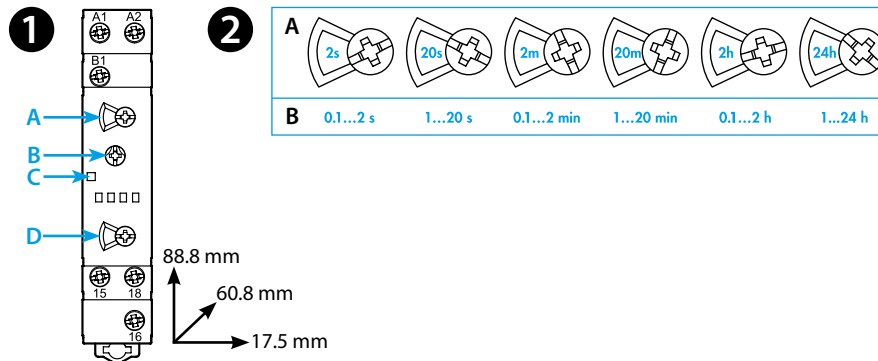 1
A1 A2
B1
A
B
C
D
15 18
16
88.8 mm
60.8 mm
17.5 mm
2
A 2s 20s 2m 20m 2h 24h
B 0.1...2 s 1...20 s 0.1...2 min 1...20 min 0.1...2 h 1...24 h